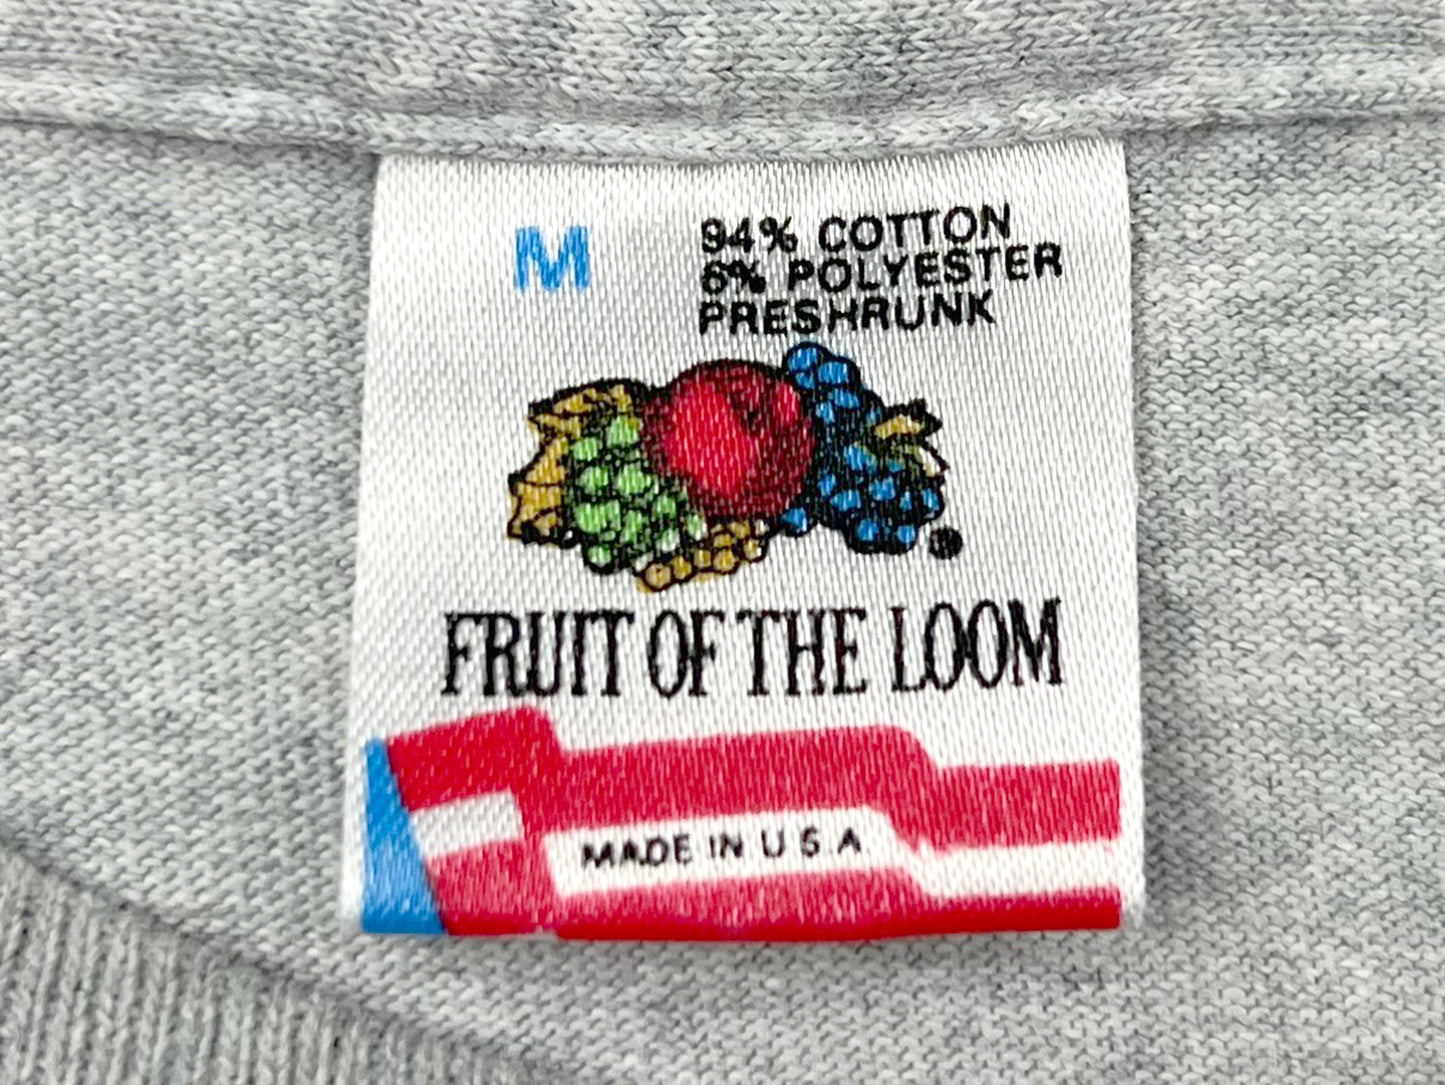 M
94% COTTON
6% POLYESTER
PRESHRUNK
®
FRUIT OF THE LOOM
MADE IN U S A